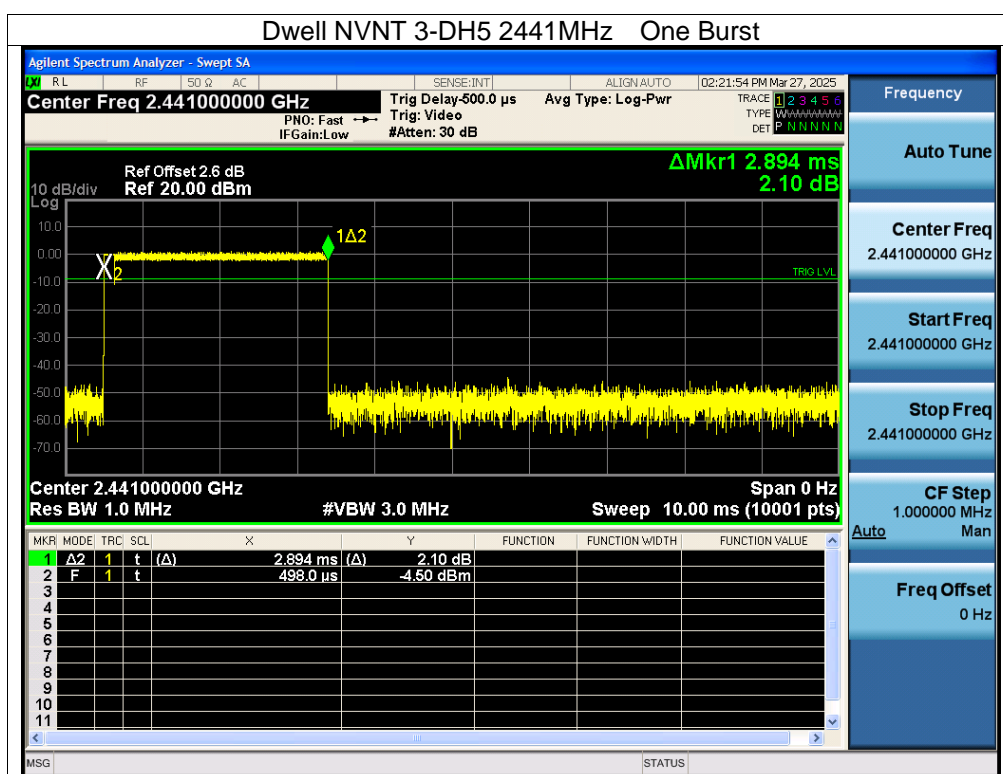 Dwell NVNT 3-DH5 2441MHz One Burst
Agilent Spectrum Analyzer - Swept SA
LXI RL RF 50 Ω AC SENSE:INT ALIGN AUTO 02:21:54 PM Mar 27, 2025
Center Freq 2.441000000 GHz
PNO: Fast
IFGain:Low
Trig Delay-500.0 µs
Trig: Video
#Atten: 30 dB
Avg Type: Log-Pwr
TRACE 1 2 3 4 5 6
TYPE WWWWWW
DET P N N N N N
ΔMkr1 2.894 ms
2.10 dB
Ref Offset 2.6 dB
10 dB/div Ref 20.00 dBm
Log
10.0
0.00
-10.0
-20.0
-30.0
-40.0
-50.0
-60.0
-70.0
1Δ2
X2
TRIG LVL
Center 2.441000000 GHz Span 0 Hz
Res BW 1.0 MHz #VBW 3.0 MHz Sweep 10.00 ms (10001 pts)
MKR MODE TRC SCL X Y FUNCTION FUNCTION WIDTH FUNCTION VALUE
1 Δ2 1 t (Δ) 2.894 ms (Δ) 2.10 dB
2 F 1 t 498.0 µs -4.50 dBm
3
4
5
6
7
8
9
10
11
MSG STATUS
Frequency
Auto Tune
Center Freq
2.441000000 GHz
Start Freq
2.441000000 GHz
Stop Freq
2.441000000 GHz
CF Step
1.000000 MHz
Auto Man
Freq Offset
0 Hz